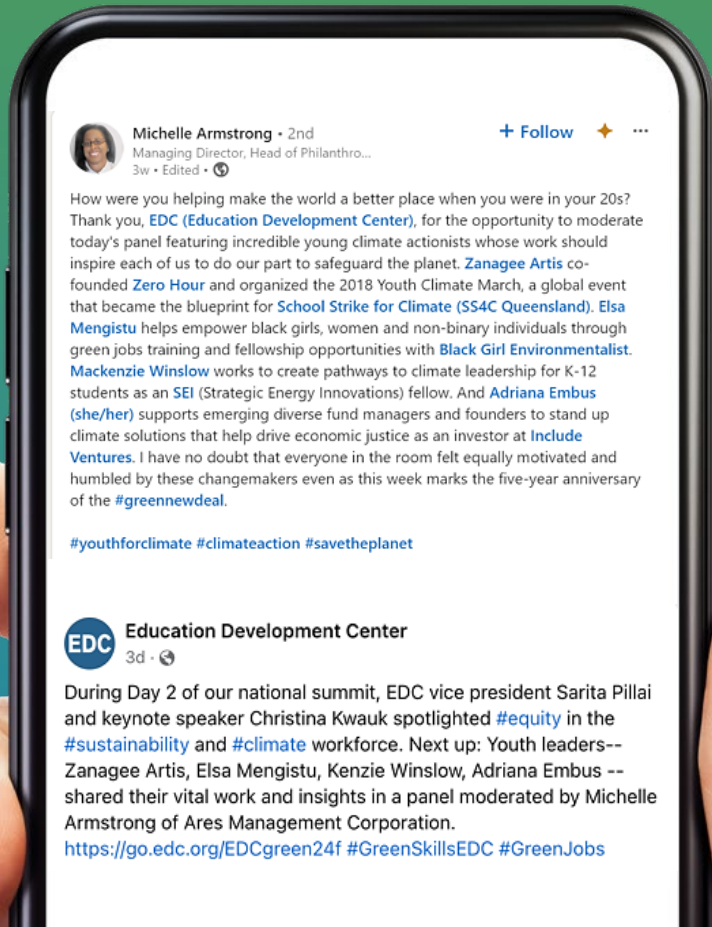 Michelle Armstrong • 2nd
+ Follow
Managing Director, Head of Philanthro...
3w • Edited •
How were you helping make the world a better place when you were in your 20s?
Thank you, EDC (Education Development Center), for the opportunity to moderate
today's panel featuring incredible young climate actionists whose work should
inspire each of us to do our part to safeguard the planet. Zanagee Artis co-
founded Zero Hour and organized the 2018 Youth Climate March, a global event
that became the blueprint for School Strike for Climate (SS4C Queensland). Elsa
Mengistu helps empower black girls, women and non-binary individuals through
green jobs training and fellowship opportunities with Black Girl Environmentalist.
Mackenzie Winslow works to create pathways to climate leadership for K-12
students as an SEI (Strategic Energy Innovations) fellow. And Adriana Embus
(she/her) supports emerging diverse fund managers and founders to stand up
climate solutions that help drive economic justice as an investor at Include
Ventures. I have no doubt that everyone in the room felt equally motivated and
humbled by these changemakers even as this week marks the five-year anniversary
of the #greennewdeal.
#youthforclimate #climateaction #savetheplanet
EDC
Education Development Center
3d ·
During Day 2 of our national summit, EDC vice president Sarita Pillai
and keynote speaker Christina Kwauk spotlighted #equity in the
#sustainability and #climate workforce. Next up: Youth leaders--
Zanagee Artis, Elsa Mengistu, Kenzie Winslow, Adriana Embus --
shared their vital work and insights in a panel moderated by Michelle
Armstrong of Ares Management Corporation.
https://go.edc.org/EDCgreen24f #GreenSkillsEDC #GreenJobs